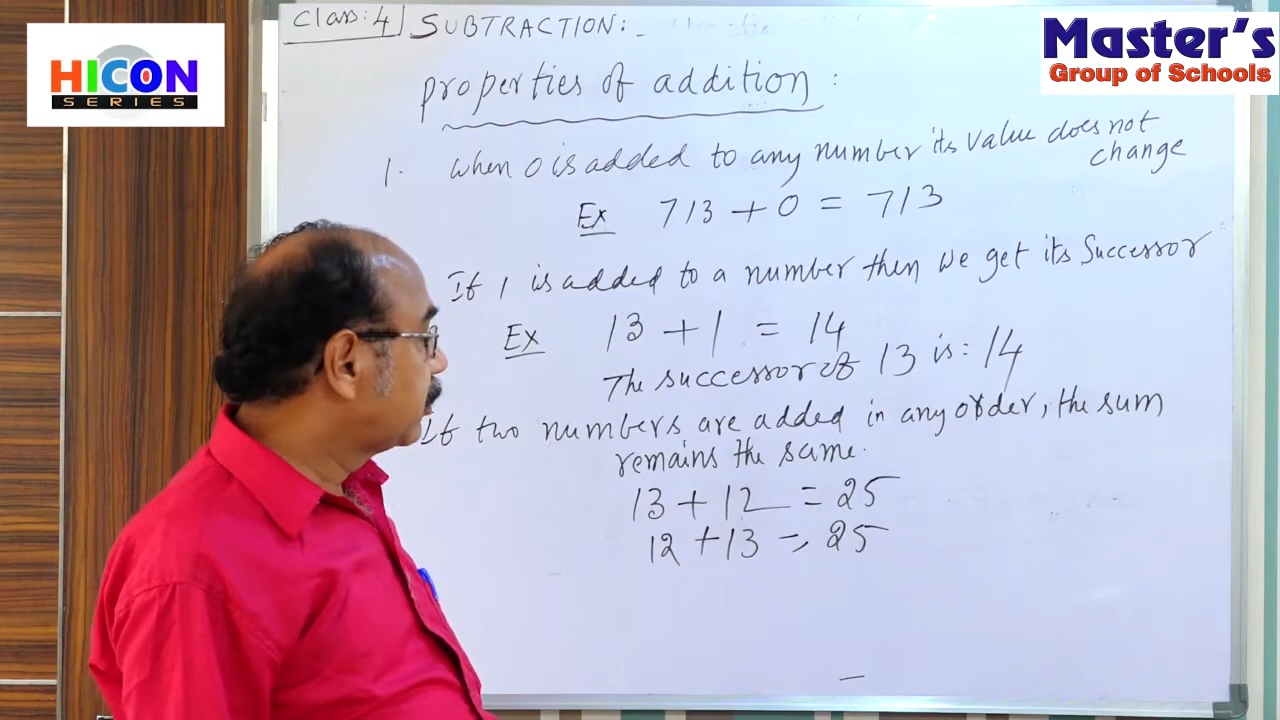 Class: 4 SUBTRACTION:-
HICON
SERIES
Master's
Group of Schools
properties of addition:
1. When 0 is added to any number its value does not
change
Ex 713 + 0 = 713
If 1 is added to a number then we get its Successor
Ex 13 + 1 = 14
The successor of 13 is: 14
If two numbers are added in any order, the sum
remains the same.
13 + 12 = 25
12 + 13 = 25